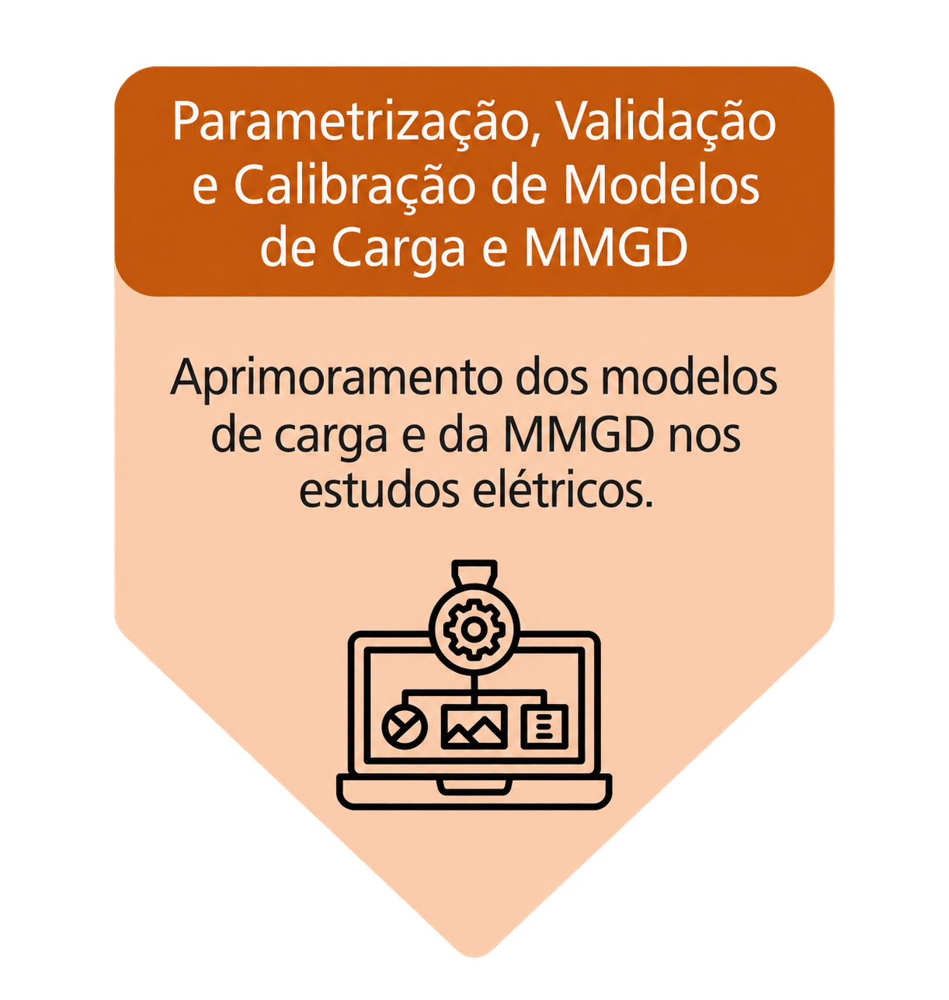 Parametrização, Validação
e Calibração de Modelos
de Carga e MMGD
Aprimoramento dos modelos
de carga e da MMGD nos
estudos elétricos.